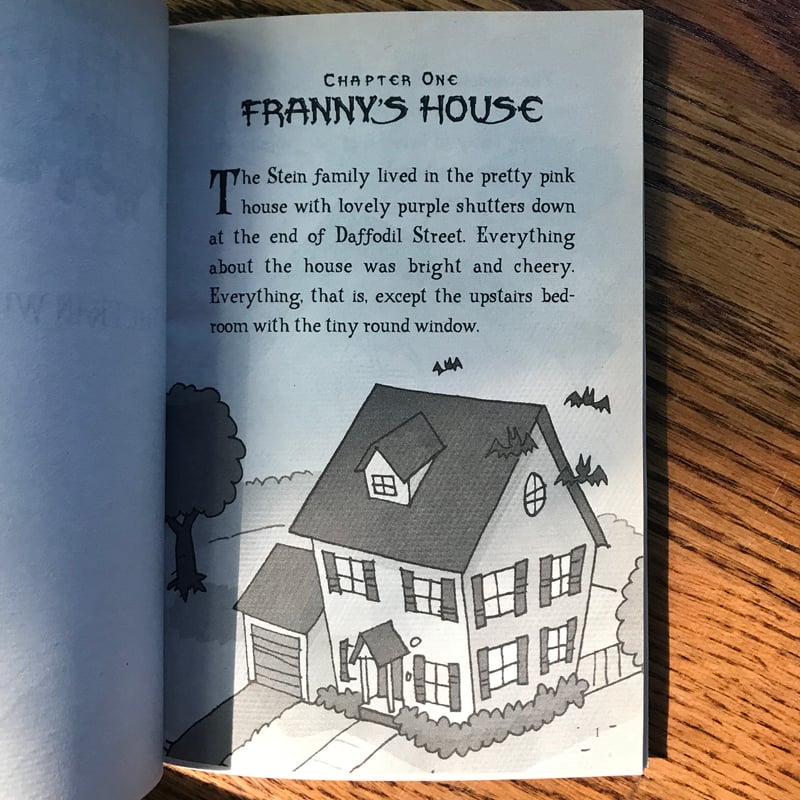 CHAPTER ONE
FRANNY'S HOUSE
The Stein family lived in the pretty pink
house with lovely purple shutters down
at the end of Daffodil Street. Everything
about the house was bright and cheery.
Everything, that is, except the upstairs bed-
room with the tiny round window.